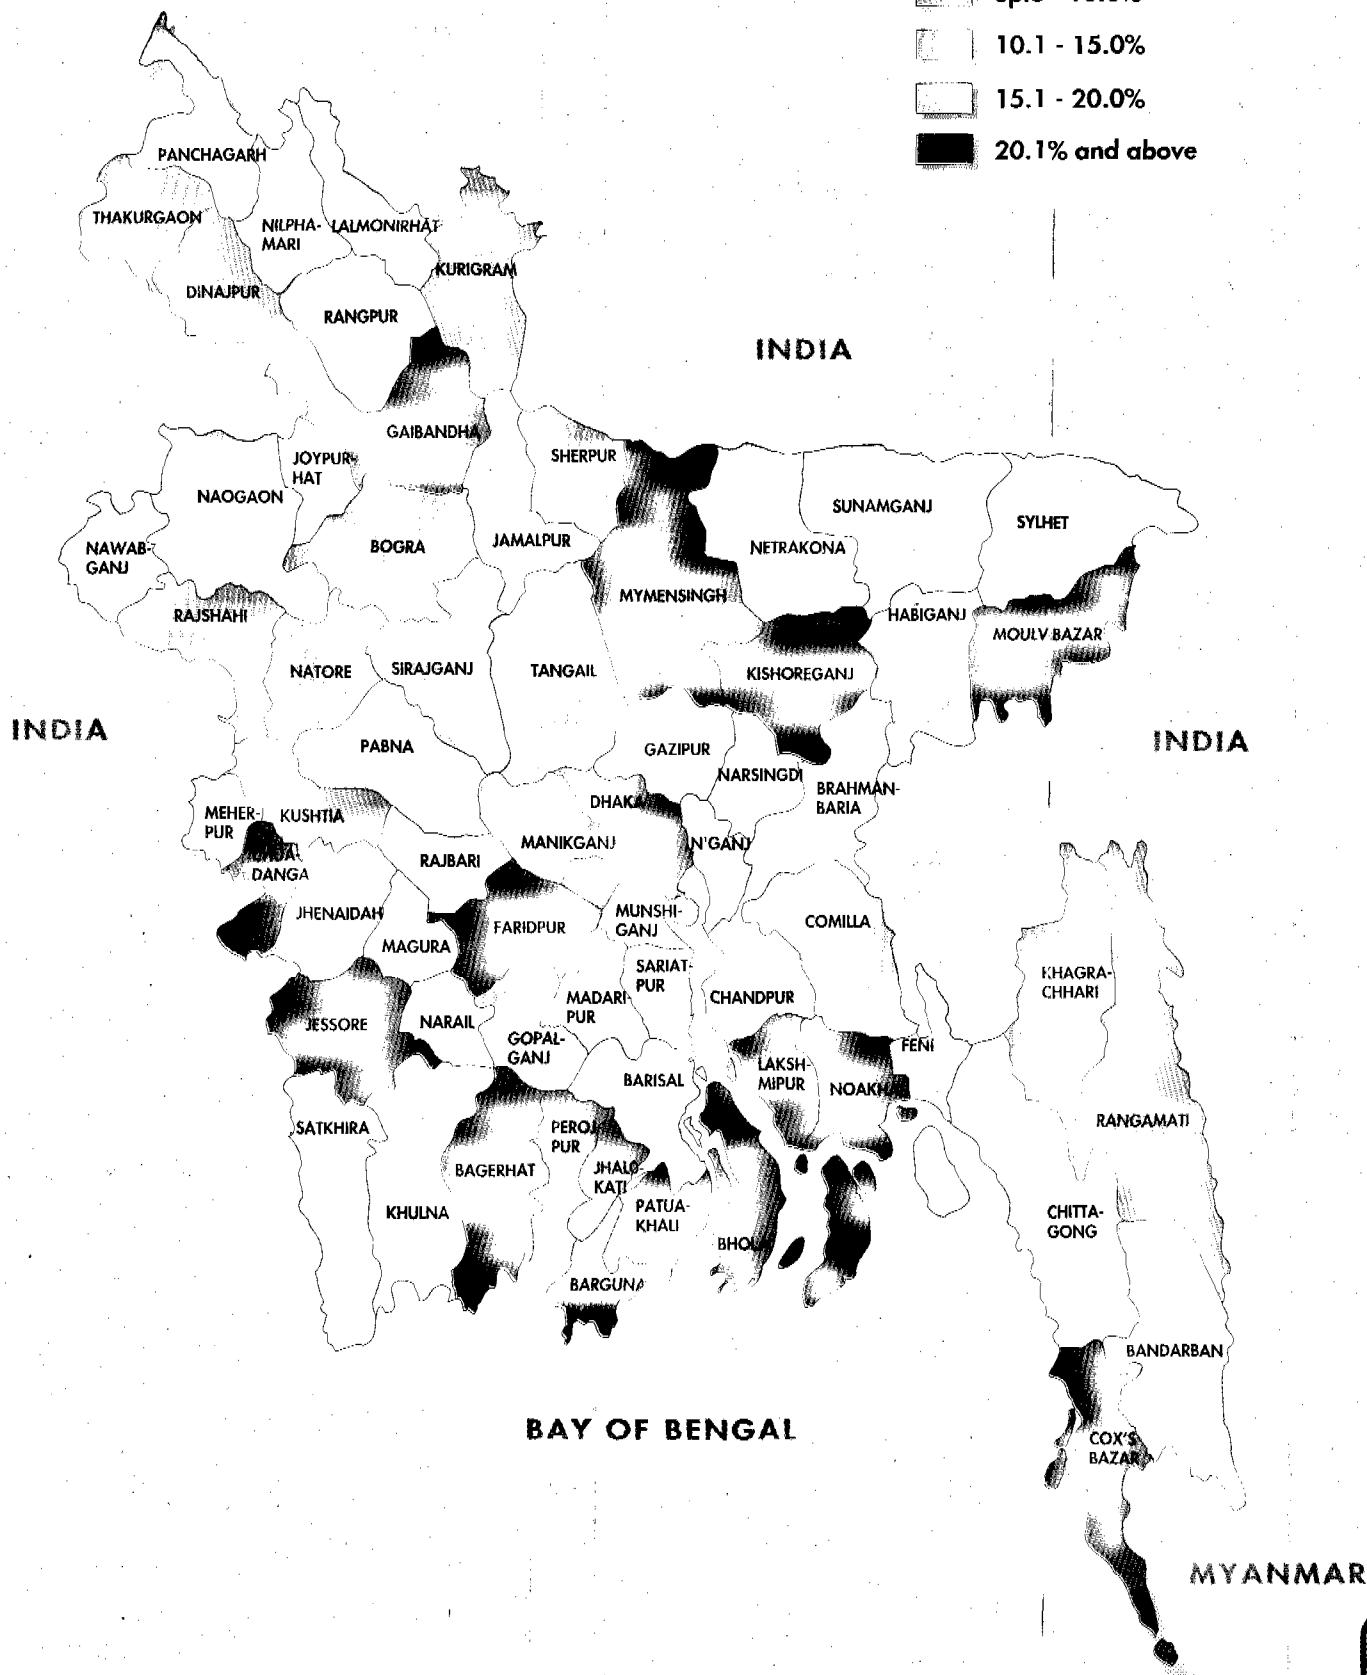 10.1 - 15.0%
15.1 - 20.0%
20.1% and above
PANCHAGARH
THAKURGAON
NILPHA-
MARI
LALMONIRHAT
KURIGRAM
DINAJPUR
RANGPUR
INDIA
GAIBANDHA
JOYPUR-
HAT
SHERPUR
NAOGAON
SUNAMGANJ
SYLHET
NAWAB-
GANJ
BOGRA
JAMALPUR
NETRAKONA
RAJSHAHI
MYMENSINGH
HABIGANJ
MOULV BAZAR
NATORE
SIRAJGANJ
TANGAIL
KISHOREGANJ
INDIA
PABNA
GAZIPUR
INDIA
NARSINGDI
BRAHMAN-
BARIA
MEHER-
PUR
KUSHTIA
DHAKA
MANIKGANJ
N'GANJ
RAJBARI
DANGA
JHENAIDAH
MAGURA
FARIDPUR
MUNSHI-
GANJ
COMILLA
SARIAT-
PUR
KHAGRA-
CHHARI
MADARI-
PUR
CHANDPUR
JESSORE
NARAIL
GOPAL-
GANJ
FENI
BARISAL
LAKSH-
MIPUR
NOAKHA
SATKHIRA
PEROJ
PUR
RANGAMATI
BAGERHAT
JHALO
KATI
KHULNA
PATUA-
KHALI
CHITTA-
GONG
BHOLA
BARGUNA
BANDARBAN
BAY OF BENGAL
COX'S
BAZAR
MYANMAR